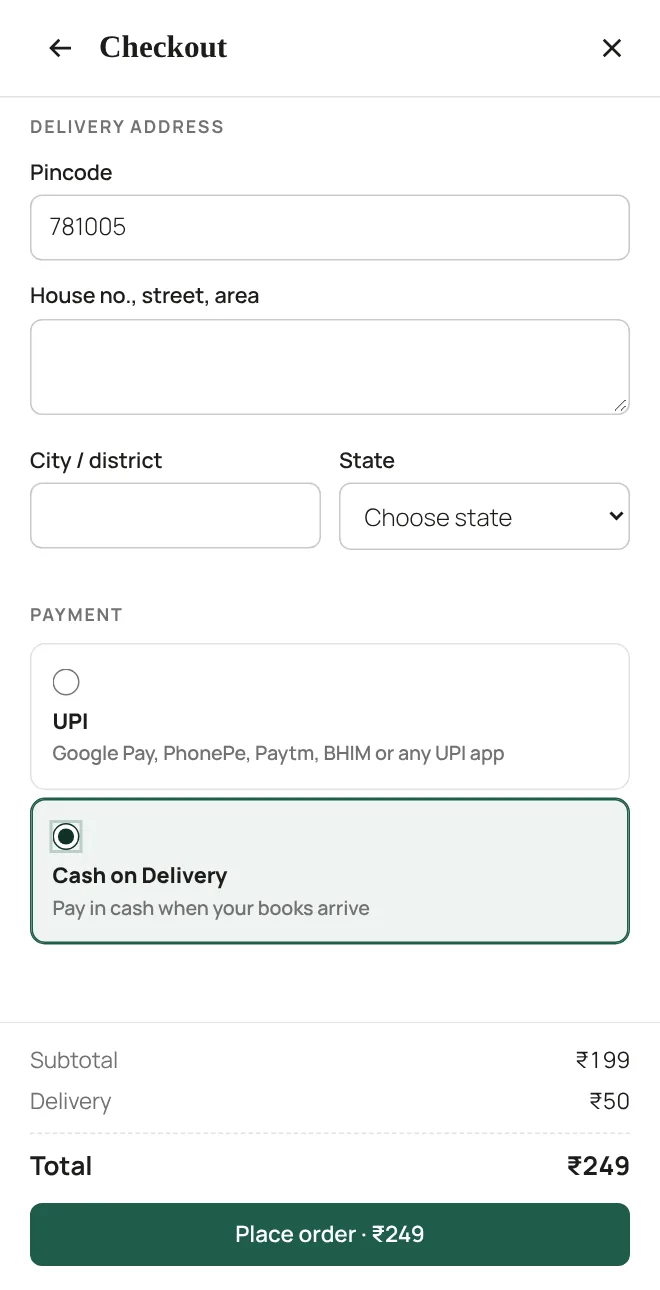 Checkout
DELIVERY ADDRESS
Pincode
781005
House no., street, area
City / district
State
Choose state
PAYMENT
UPI
Google Pay, PhonePe, Paytm, BHIM or any UPI app
Cash on Delivery
Pay in cash when your books arrive
Subtotal ₹199
Delivery ₹50
Total ₹249
Place order · ₹249